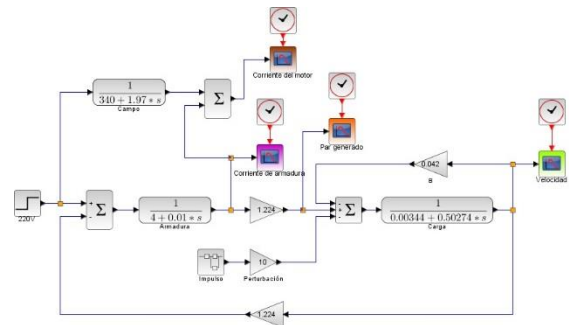 Corriente del motor
1
340 + 1.97 * s
Campo
Σ
Par generado
Corriente de armadura
0.042
Velocidad
220V
+
-
Σ
1
4 + 0.01 * s
Armadura
1.224
-
+
-
Σ
1
0.00344 + 0.50274 * s
Carga
Impulso
10
Perturbación
1.224